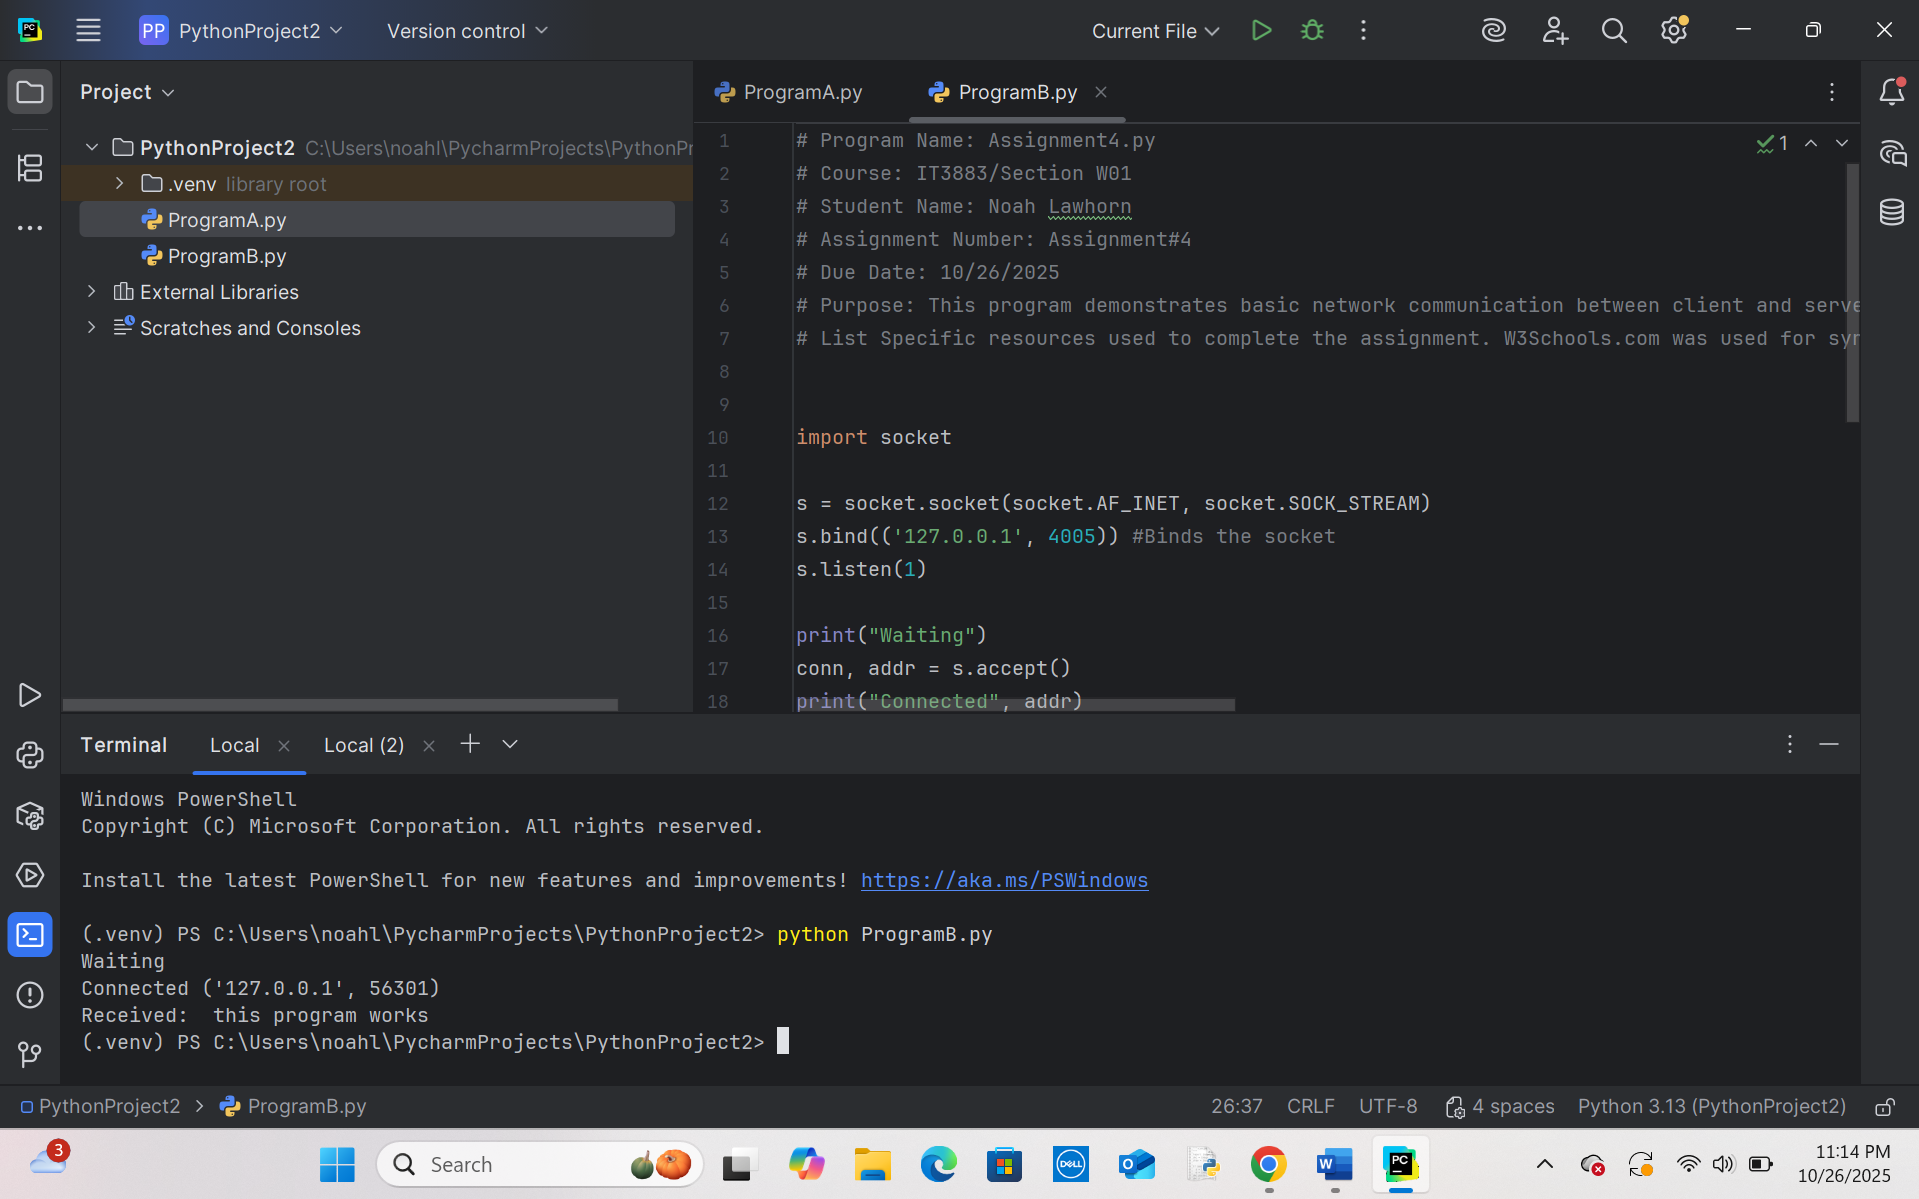 PC
PP PythonProject2 Version control Current File
Project
PythonProject2 C:\Users\noahl\PycharmProjects\PythonPr
.venv library root
ProgramA.py
ProgramB.py
External Libraries
Scratches and Consoles
ProgramA.py ProgramB.py
1 # Program Name: Assignment4.py
1
2 # Course: IT3883/Section W01
3 # Student Name: Noah Lawhorn
4 # Assignment Number: Assignment#4
5 # Due Date: 10/26/2025
6 # Purpose: This program demonstrates basic network communication between client and serve
7 # List Specific resources used to complete the assignment. W3Schools.com was used for syn
8
9
10 import socket
11
12 s = socket.socket(socket.AF_INET, socket.SOCK_STREAM)
13 s.bind(('127.0.0.1', 4005)) #Binds the socket
14 s.listen(1)
15
16 print("Waiting")
17 conn, addr = s.accept()
18 print("Connected", addr)
Terminal Local Local (2)
Windows PowerShell
Copyright (C) Microsoft Corporation. All rights reserved.
Install the latest PowerShell for new features and improvements! https://aka.ms/PSWindows
(.venv) PS C:\Users\noahl\PycharmProjects\PythonProject2> python ProgramB.py
Waiting
Connected ('127.0.0.1', 56301)
Received:  this program works
(.venv) PS C:\Users\noahl\PycharmProjects\PythonProject2>
PythonProject2 > ProgramB.py 26:37 CRLF UTF-8 4 spaces Python 3.13 (PythonProject2)
3
Search
DELL
O
W
PC
11:14 PM
10/26/2025